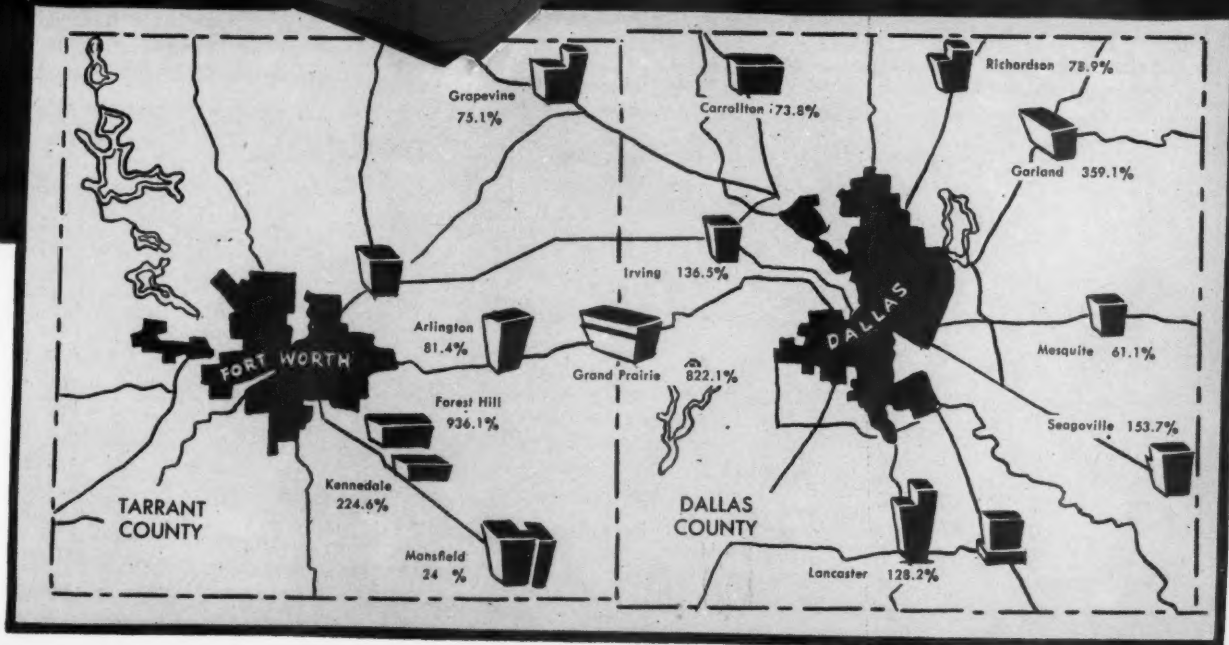 Grapevine
75.1%
Carrollton 73.8%
Richardson 78.9%
Garland 359.1%
Irving 136.5%
Arlington
81.4%
Grand Prairie 822.1%
FORT WORTH
DALLAS
Mesquite 61.1%
Forest Hill
936.1%
Seagoville 153.7%
Kennedale
224.6%
TARRANT
COUNTY
DALLAS
COUNTY
Mansfield
24 %
Lancaster 128.2%